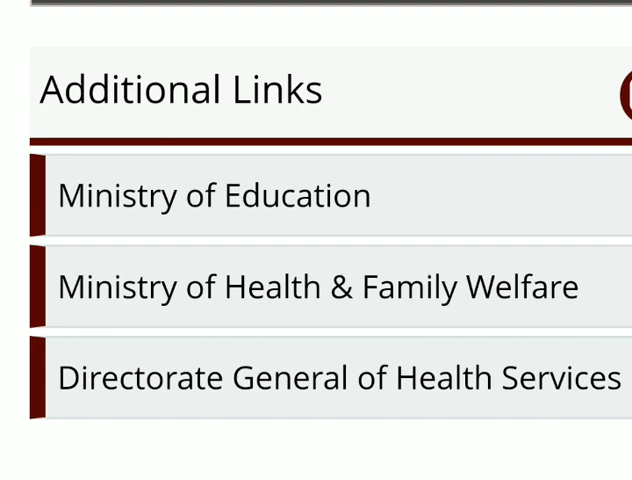 Additional Links
Ministry of Education
Ministry of Health & Family Welfare
Directorate General of Health Services